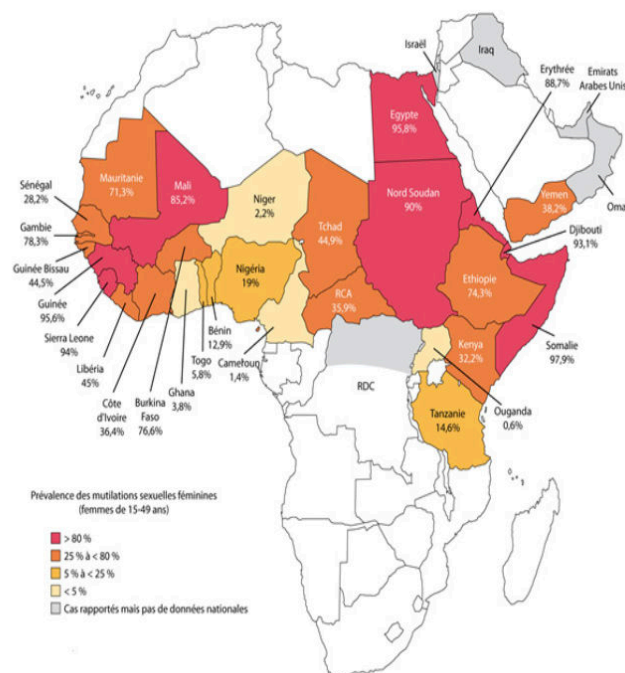 Israël
Iraq
Erythrée
88,7%
Emirats
Arabes Unis
Egypte
95,8%
Mauritanie
71,3%
Mali
85,2%
Niger
2,2%
Tchad
44,9%
Nord Soudan
90%
Yemen
38,2%
Oma
Sénégal
28,2%
Gambie
78,3%
Guinée Bissau
44,5%
Guinée
95,6%
Sierra Leone
94%
Libéria
45%
Côte
d'Ivoire
36,4%
Burkina
Faso
76,6%
Ghana
3,8%
Togo
5,8%
Bénin
12,9%
Nigéria
19%
Cameroun
1,4%
RCA
35,9%
Djibouti
93,1%
Ethiopie
74,3%
Somalie
97,9%
Kenya
32,2%
Ouganda
0,6%
RDC
Tanzanie
14,6%
Prévalence des mutilations sexuelles féminines
(femmes de 15-49 ans)
> 80 %
25 % à < 80 %
5 % à < 25 %
< 5 %
Cas rapportés mais pas de données nationales